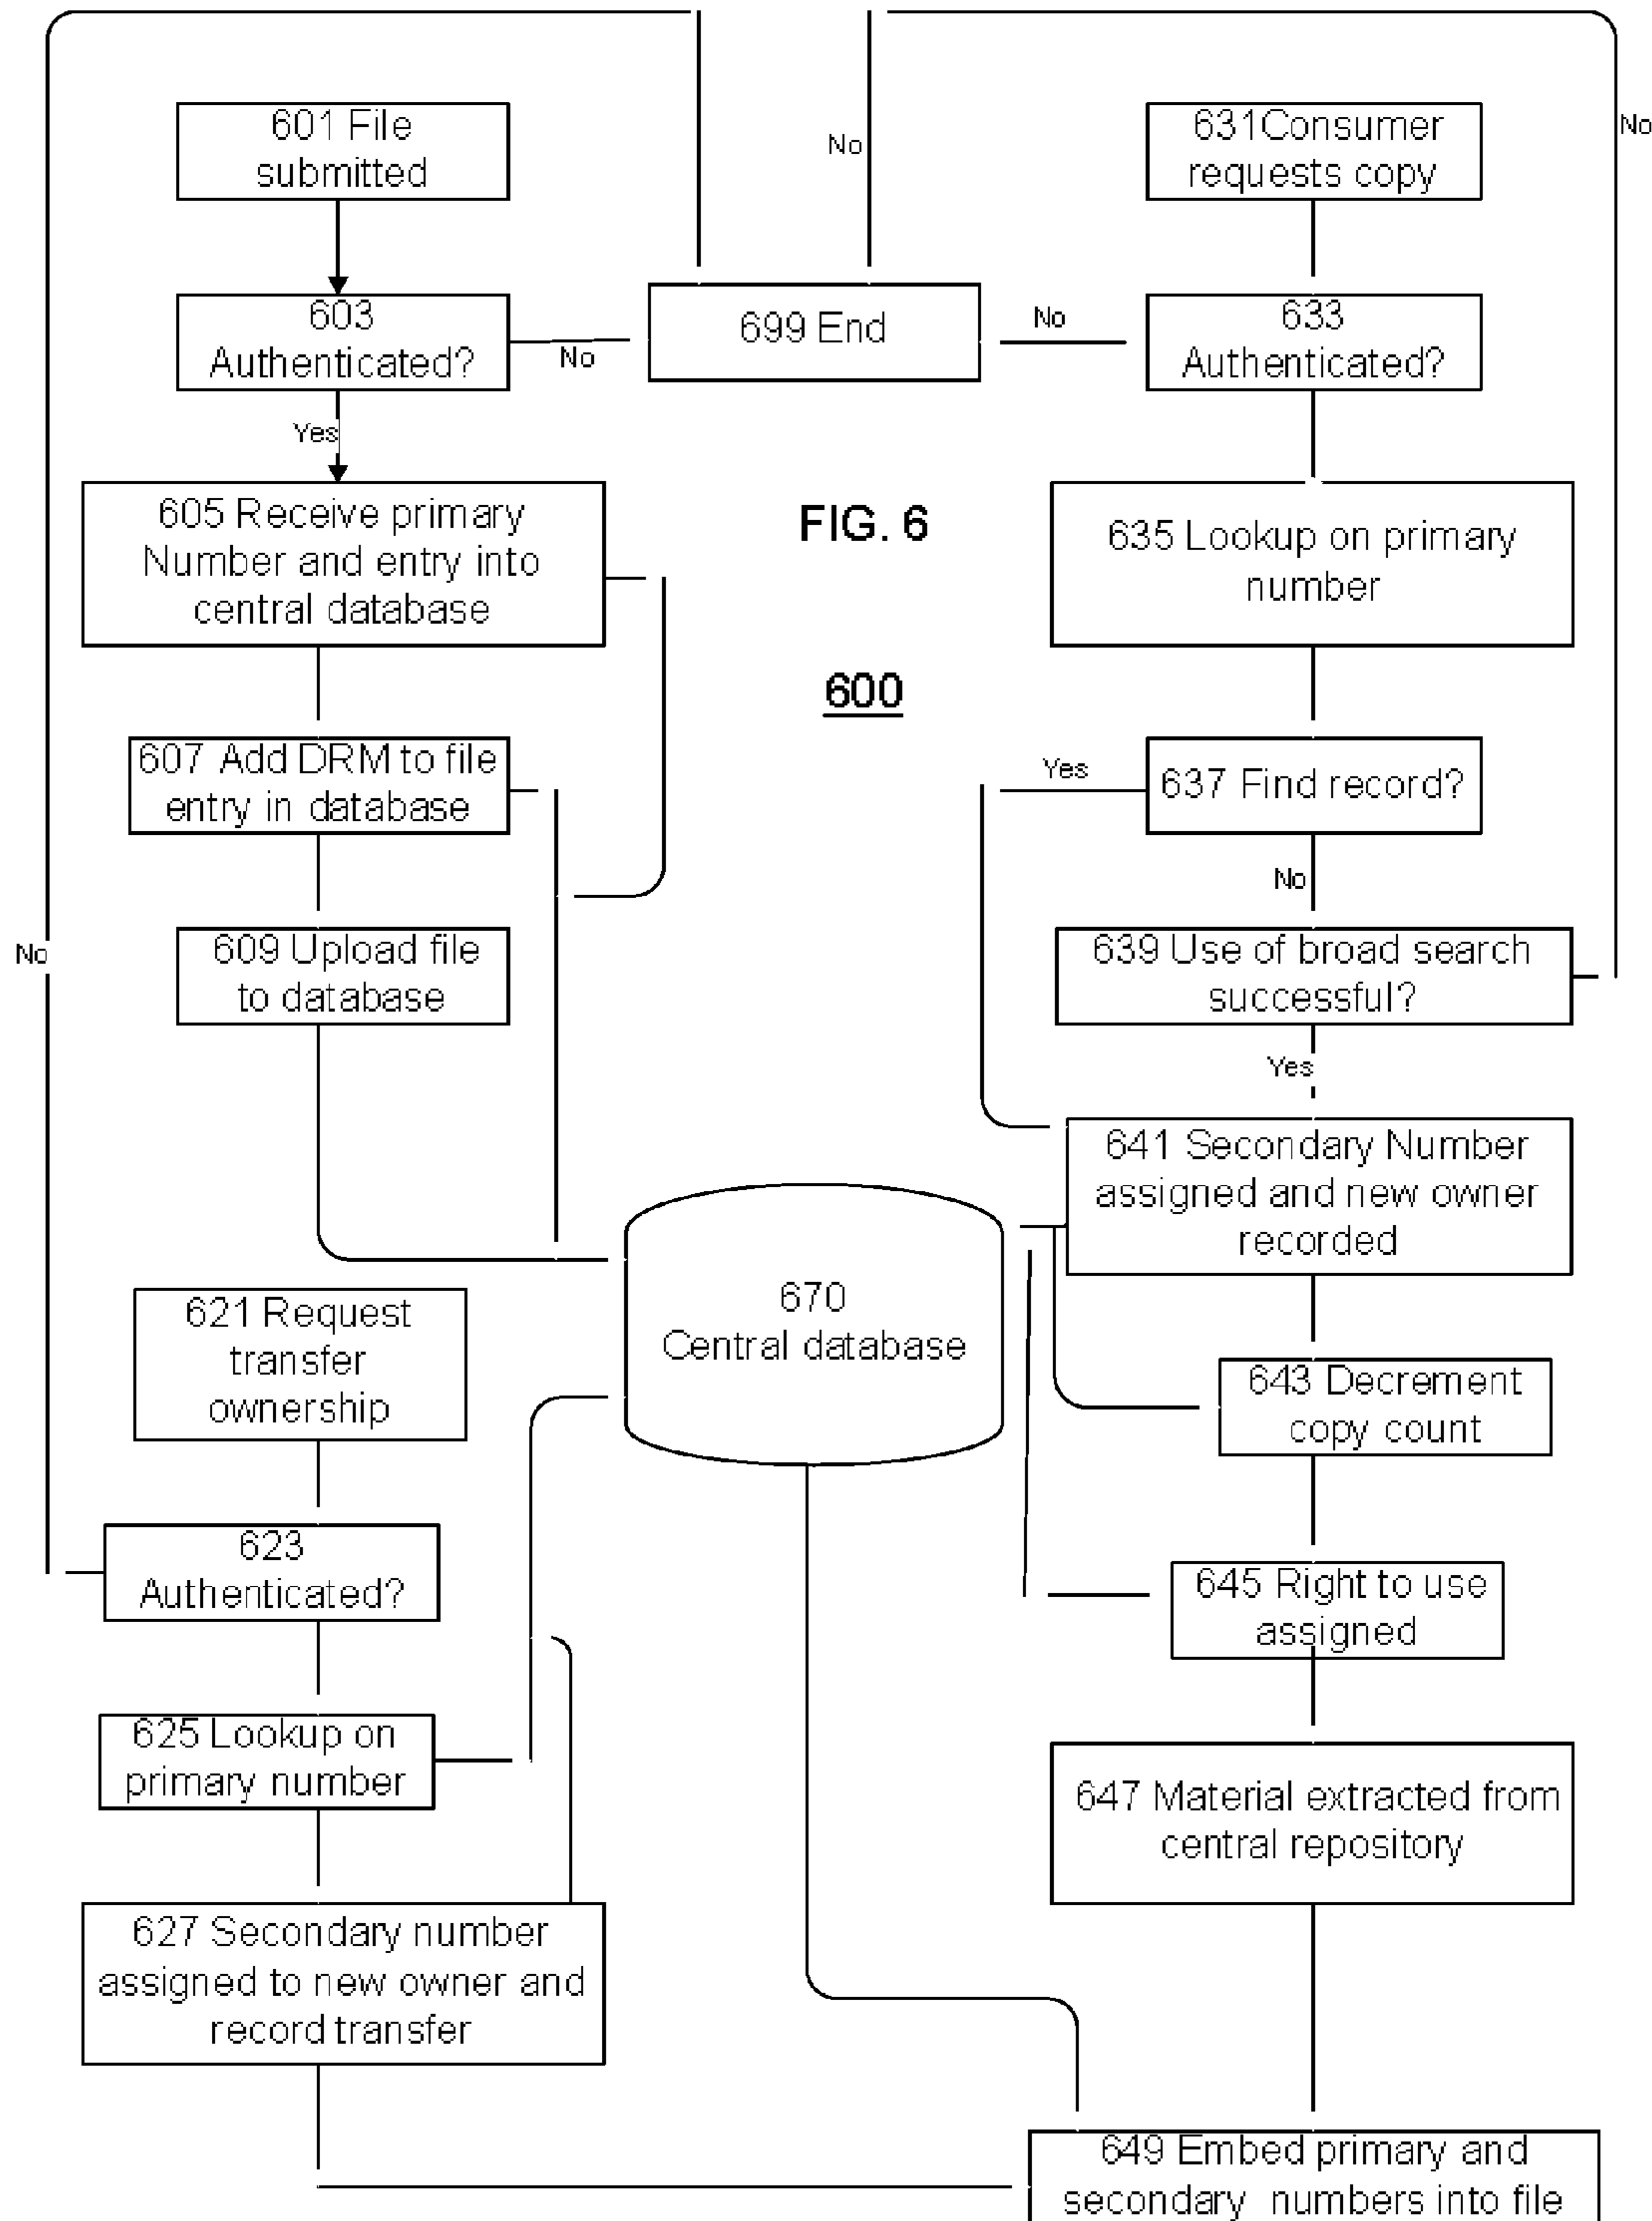 No
No
601 File
submitted
631Consumer
requests copy
603
Authenticated?
No
699 End
No
633
Authenticated?
Yes
605 Receive primary
Number and entry into
central database
FIG. 6
635 Lookup on primary
number
600
607 Add DRM to file
entry in database
Yes
637 Find record?
No
609 Upload file
to database
No
639 Use of broad search
successful?
Yes
641 Secondary Number
assigned and new owner
recorded
670
Central database
621 Request
transfer
ownership
643 Decrement
copy count
623
Authenticated?
645 Right to use
assigned
625 Lookup on
primary number
647 Material extracted from
central repository
627 Secondary number
assigned to new owner and
record transfer
649 Embed primary and
secondary numbers into file